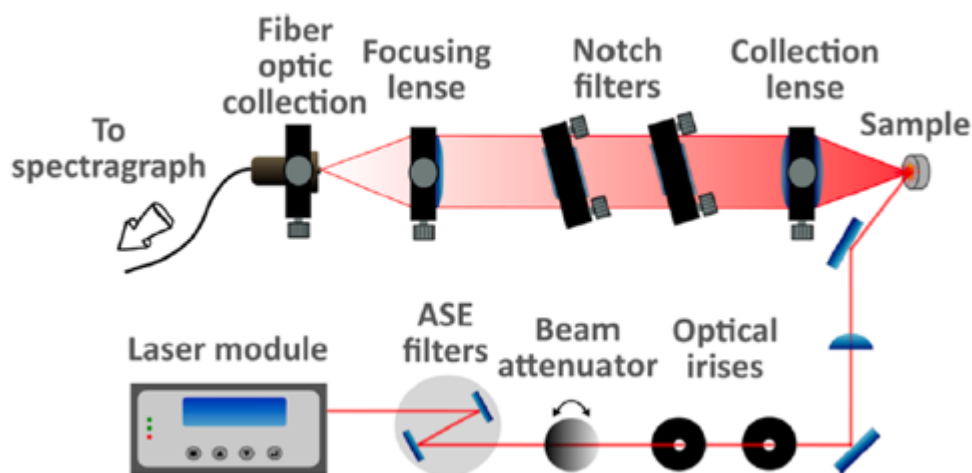 Fiber
optic
collection
Focusing
lense
Notch
filters
Collection
lense
Sample
To
spectragraph
Laser module
ASE
filters
Beam
attenuator
Optical
irises